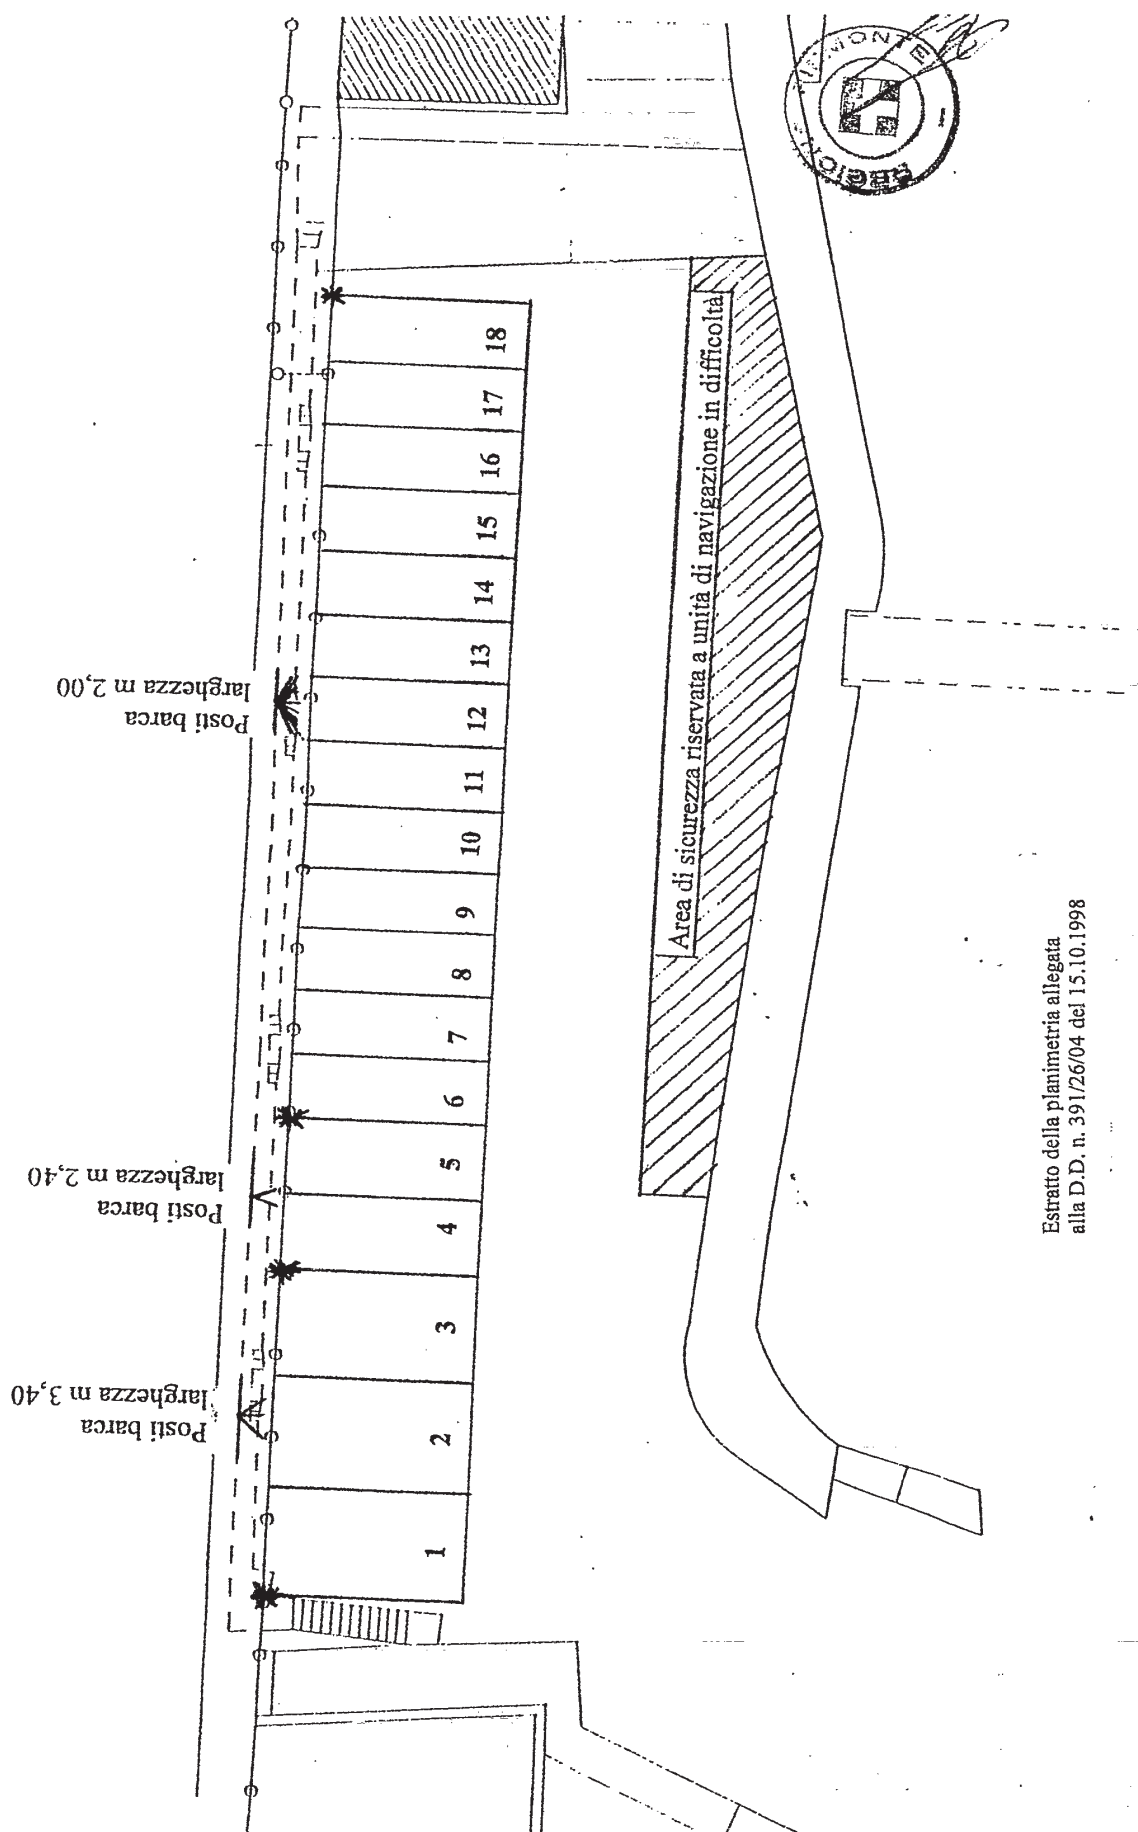 REGIONE PIEMONTE
Posti barca
larghezza m 3,40
Posti barca
larghezza m 2,40
Posti barca
larghezza m 2,00
1
2
3
4
5
6
7
8
9
10
11
12
13
14
15
16
17
18
Area di sicurezza riservata a unità di navigazione in difficoltà
Estratto della planimetria allegata
alla D.D. n. 391/26/04 del 15.10.1998